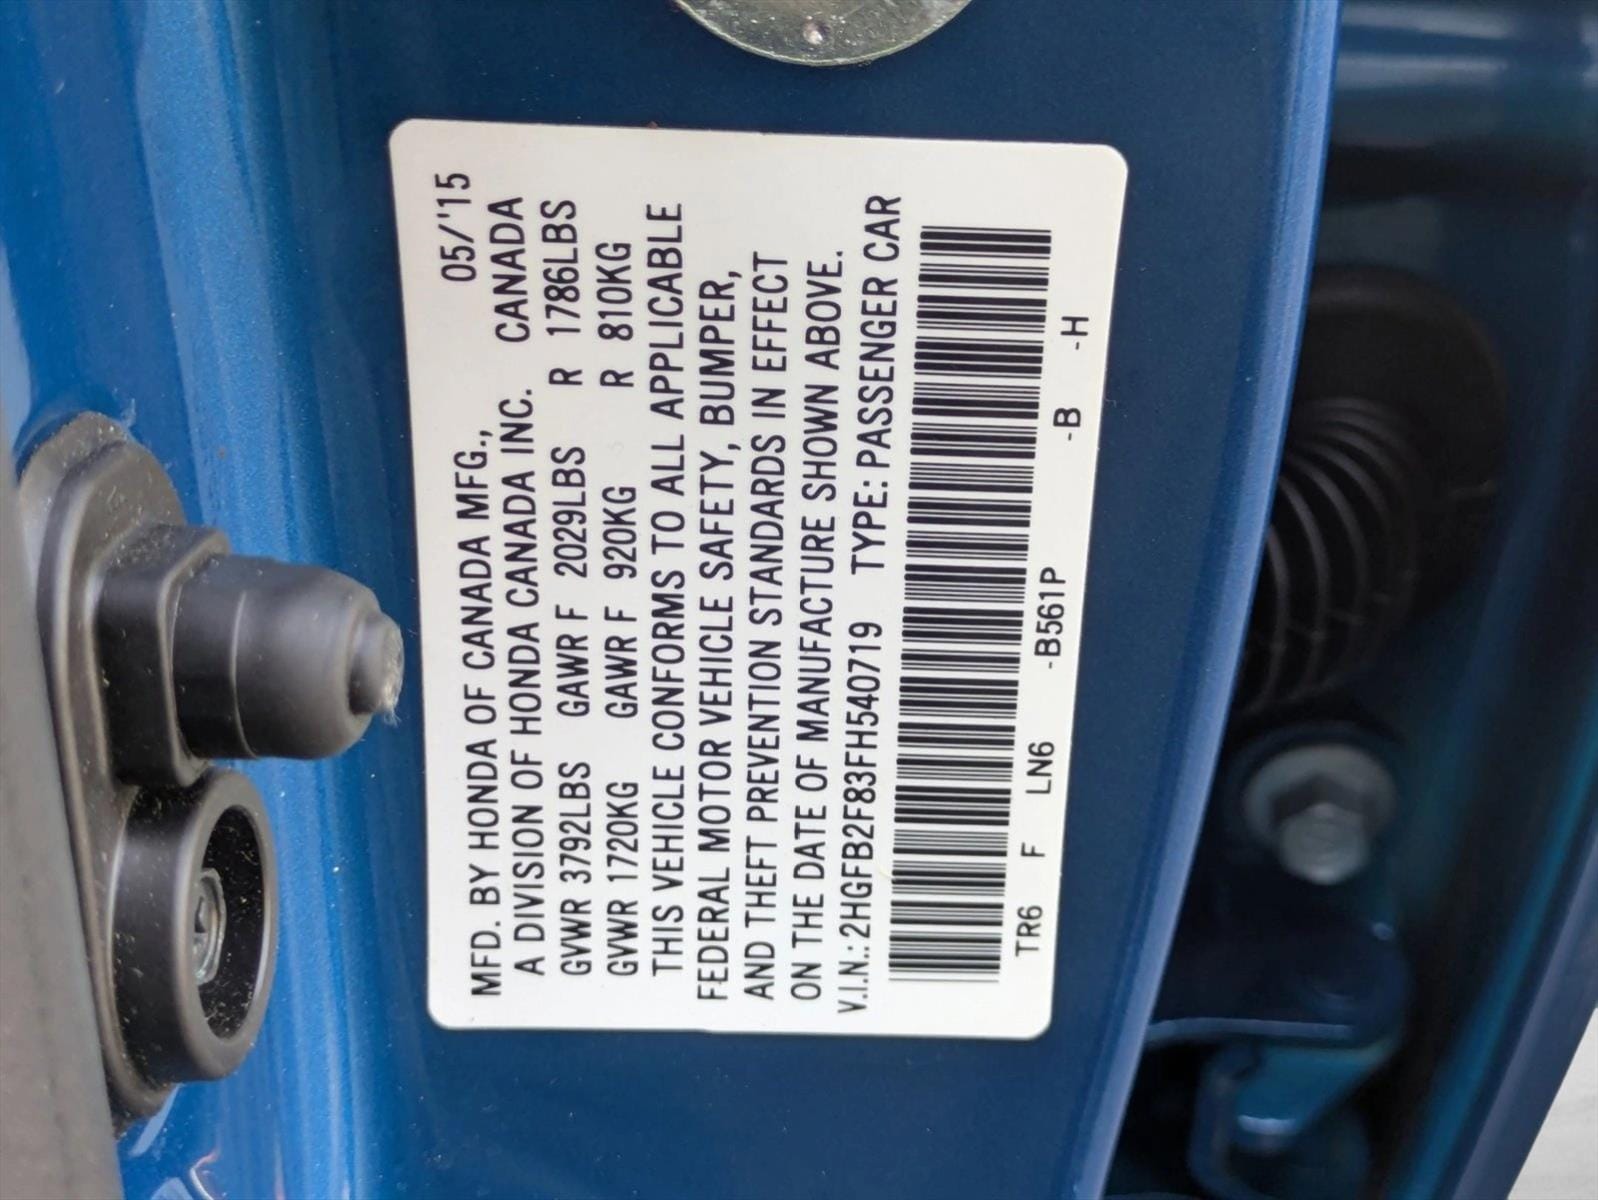 05/'15
MFD. BY HONDA OF CANADA MFG.,
A DIVISION OF HONDA CANADA INC. CANADA
GVWR 3792LBS GAWR F 2029LBS R 1786LBS
GVWR 1720KG GAWR F 920KG R 810KG
THIS VEHICLE CONFORMS TO ALL APPLICABLE
FEDERAL MOTOR VEHICLE SAFETY, BUMPER,
AND THEFT PREVENTION STANDARDS IN EFFECT
ON THE DATE OF MANUFACTURE SHOWN ABOVE.
V.I.N.:2HGFB2F83FH540719 TYPE: PASSENGER CAR
TR6 F LN6 -B561P -B -H